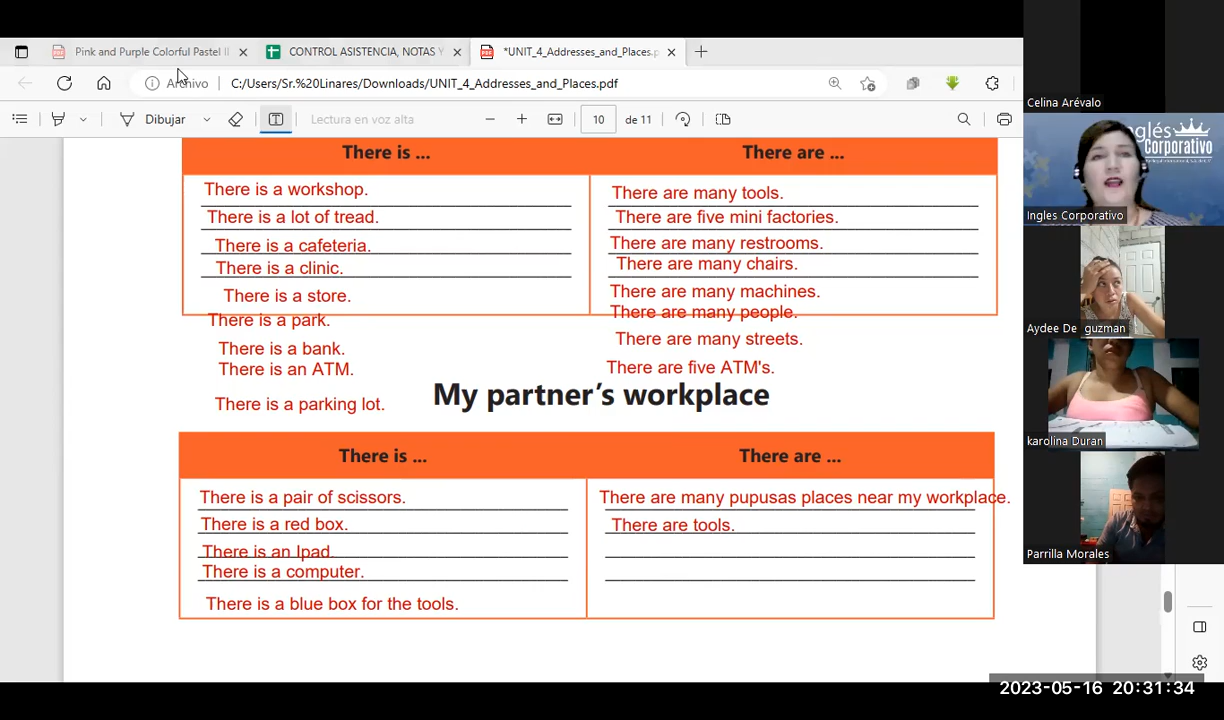 Pink and Purple Colorful Pastel Il
CONTROL ASISTENCIA, NOTAS Y
*UNIT_4_Addresses_and_Places.p
Archivo
C:/Users/Sr.%20Linares/Downloads/UNIT_4_Addresses_and_Places.pdf
Dibujar
Lectura en voz alta
10
de 11
There is ...
There are ...
There is a workshop.
There are many tools.
There is a lot of tread.
There are five mini factories.
There is a cafeteria.
There are many restrooms.
There is a clinic.
There are many chairs.
There is a store.
There are many machines.
There is a park.
There are many people.
There is a bank.
There are many streets.
There is an ATM.
There are five ATM's.
There is a parking lot.
My partner's workplace
There is ...
There are ...
There is a pair of scissors.
There are many pupusas places near my workplace.
There is a red box.
There are tools.
There is an Ipad.
There is a computer.
There is a blue box for the tools.
Celina Arévalo
Inglés
Corporativo
Ingles Corporativo
Aydee De guzman
karolina Duran
Parrilla Morales
2023-05-16 20:31:34